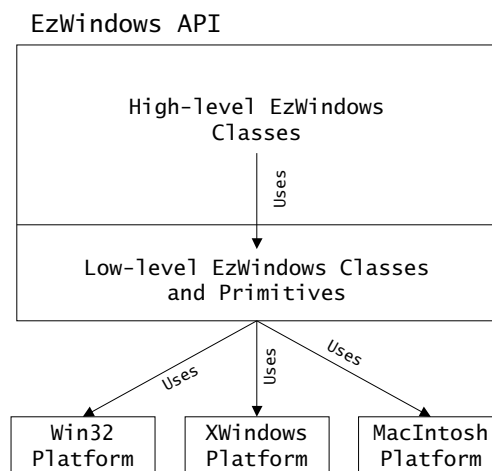 EzWindows API
High-level EzWindows
Classes
Uses
Low-level EzWindows Classes
and Primitives
Uses
Uses
Uses
Win32
Platform
XWindows
Platform
MacIntosh
Platform